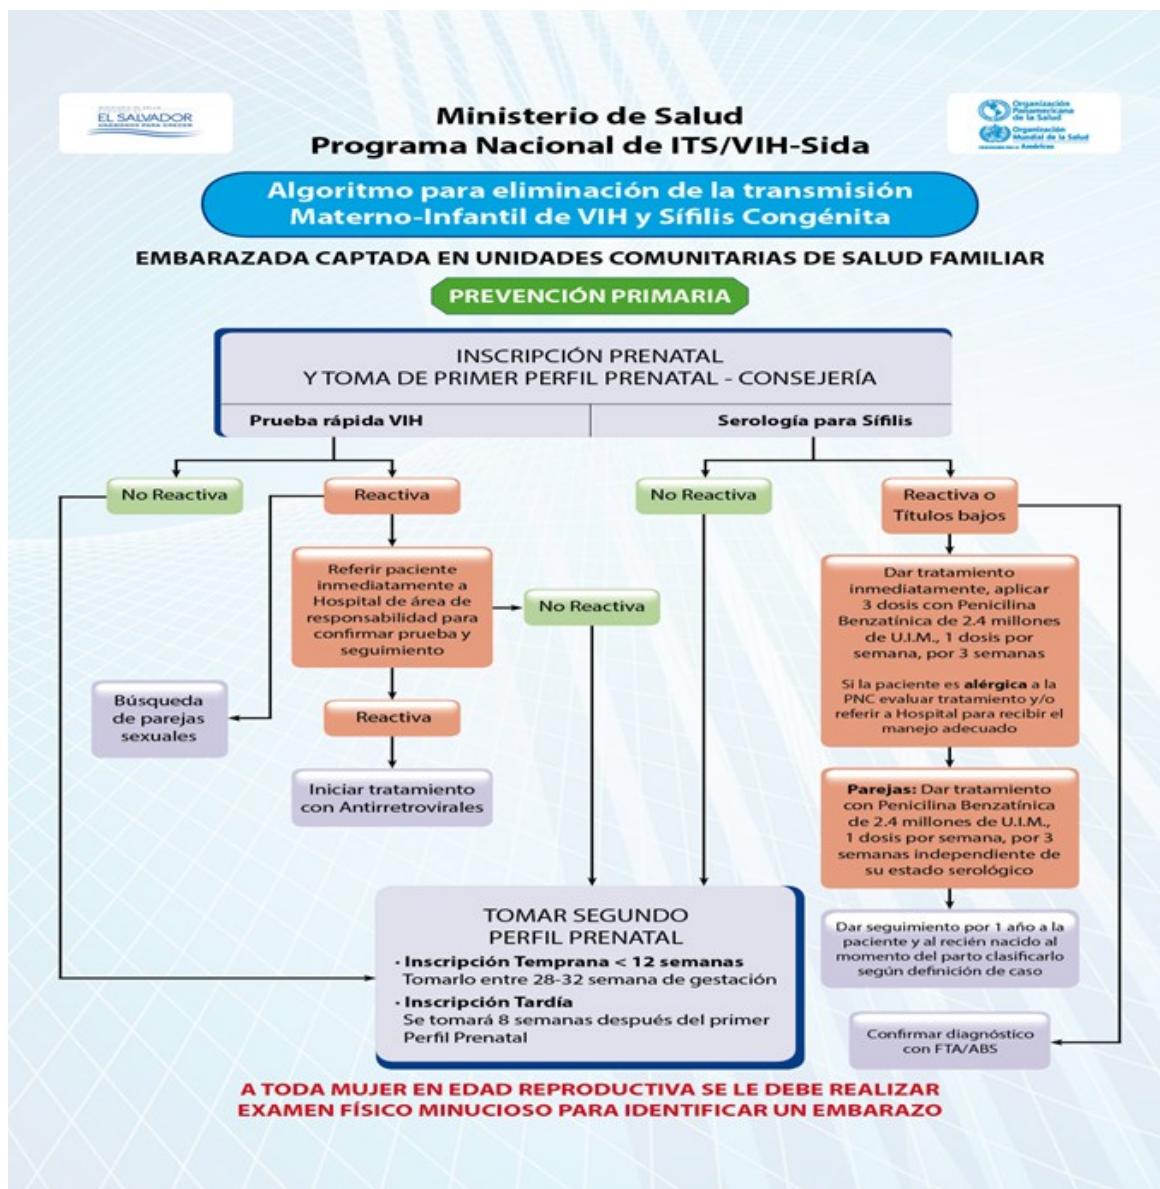 EL SALVADOR
UNÁMONOS PARA CRECER
Organización
Panamericana
de la Salud
Organización
Mundial de la Salud
Américas
Ministerio de Salud
Programa Nacional de ITS/VIH-Sida
Algoritmo para eliminación de la transmisión
Materno-Infantil de VIH y Sífilis Congénita
EMBARAZADA CAPTADA EN UNIDADES COMUNITARIAS DE SALUD FAMILIAR
PREVENCIÓN PRIMARIA
INSCRIPCIÓN PRENATAL
Y TOMA DE PRIMER PERFIL PRENATAL - CONSEJERÍA
Prueba rápida VIH
Serología para Sífilis
No Reactiva
Reactiva
No Reactiva
Reactiva o
Títulos bajos
Referir paciente
inmediatamente a
Hospital de área de
responsabilidad para
confirmar prueba y
seguimiento
No Reactiva
Búsqueda
de parejas
sexuales
Reactiva
Iniciar tratamiento
con Antirretrovirales
Dar tratamiento
inmediatamente, aplicar
3 dosis con Penicilina
Benzatínica de 2.4 millones
de U.I.M., 1 dosis por
semana, por 3 semanas
Si la paciente es alérgica a la
PNC evaluar tratamiento y/o
referir a Hospital para recibir el
manejo adecuado
Parejas: Dar tratamiento
con Penicilina Benzatínica
de 2.4 millones de U.I.M.,
1 dosis por semana, por 3
semanas independiente de
su estado serológico
TOMAR SEGUNDO
PERFIL PRENATAL
· Inscripción Temprana < 12 semanas
Tomarlo entre 28-32 semana de gestación
· Inscripción Tardía
Se tomará 8 semanas después del primer
Perfil Prenatal
Dar seguimiento por 1 año a la
paciente y al recién nacido al
momento del parto clasificarlo
según definición de caso
Confirmar diagnóstico
con FTA/ABS
A TODA MUJER EN EDAD REPRODUCTIVA SE LE DEBE REALIZAR
EXAMEN FÍSICO MINUCIOSO PARA IDENTIFICAR UN EMBARAZO